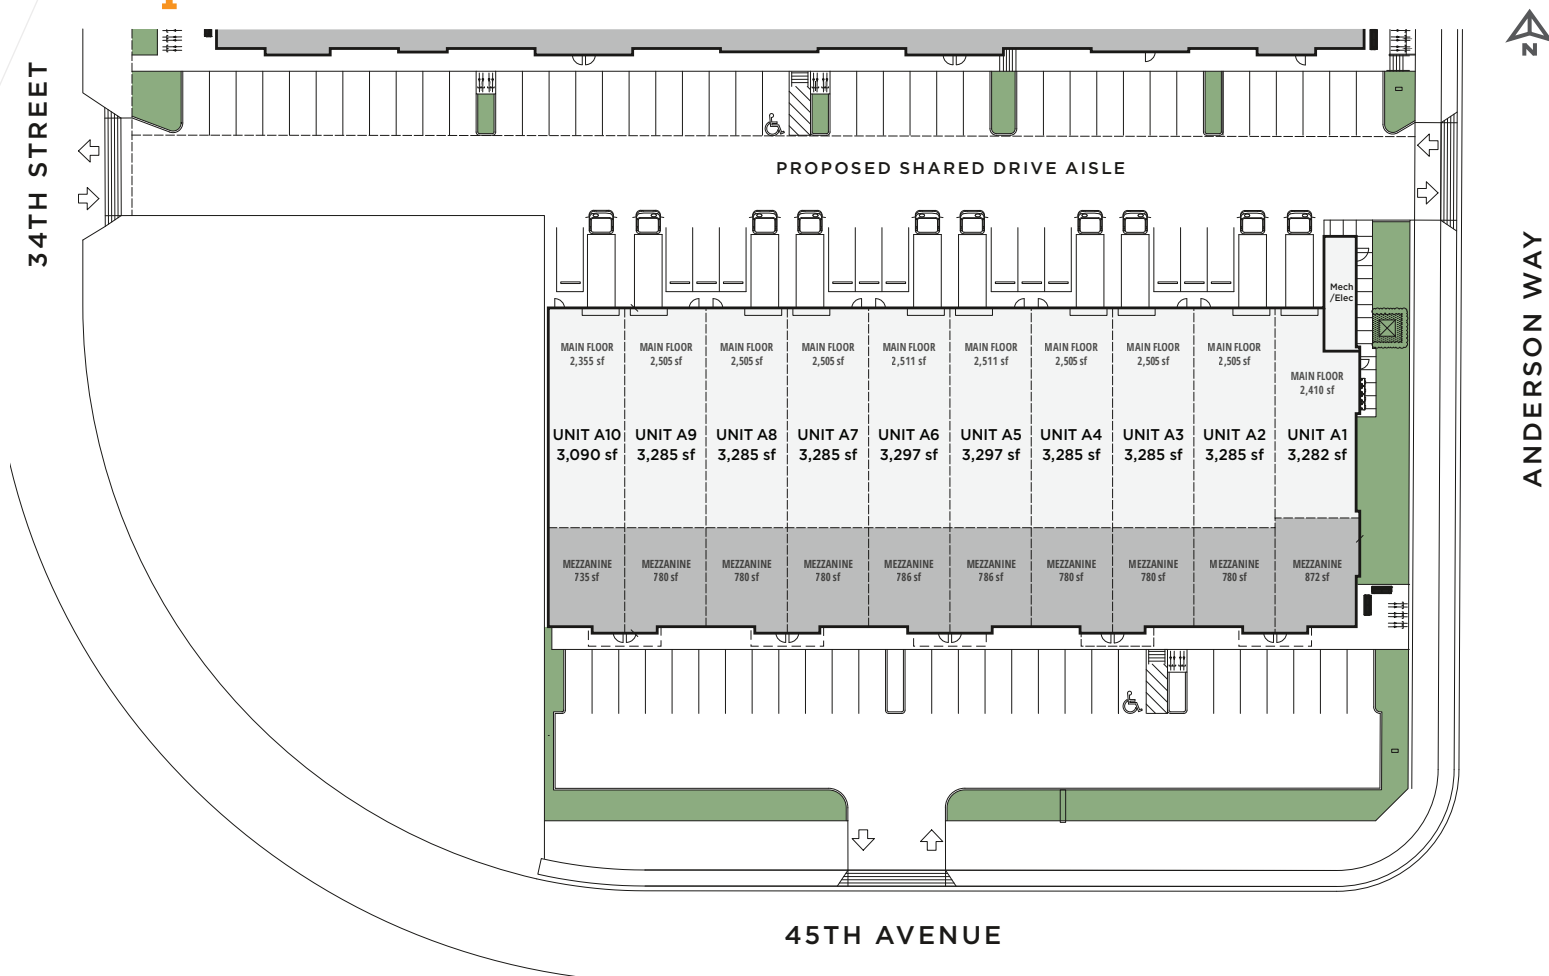 N
34TH STREET
PROPOSED SHARED DRIVE AISLE
ANDERSON WAY
Mech
/Elec
MAIN FLOOR
2,355 sf
MAIN FLOOR
2,505 sf
MAIN FLOOR
2,505 sf
MAIN FLOOR
2,505 sf
MAIN FLOOR
2,511 sf
MAIN FLOOR
2,511 sf
MAIN FLOOR
2,505 sf
MAIN FLOOR
2,505 sf
MAIN FLOOR
2,505 sf
MAIN FLOOR
2,410 sf
UNIT A10
3,090 sf
UNIT A9
3,285 sf
UNIT A8
3,285 sf
UNIT A7
3,285 sf
UNIT A6
3,297 sf
UNIT A5
3,297 sf
UNIT A4
3,285 sf
UNIT A3
3,285 sf
UNIT A2
3,285 sf
UNIT A1
3,282 sf
MEZZANINE
735 sf
MEZZANINE
780 sf
MEZZANINE
780 sf
MEZZANINE
780 sf
MEZZANINE
786 sf
MEZZANINE
786 sf
MEZZANINE
780 sf
MEZZANINE
780 sf
MEZZANINE
780 sf
MEZZANINE
872 sf
45TH AVENUE